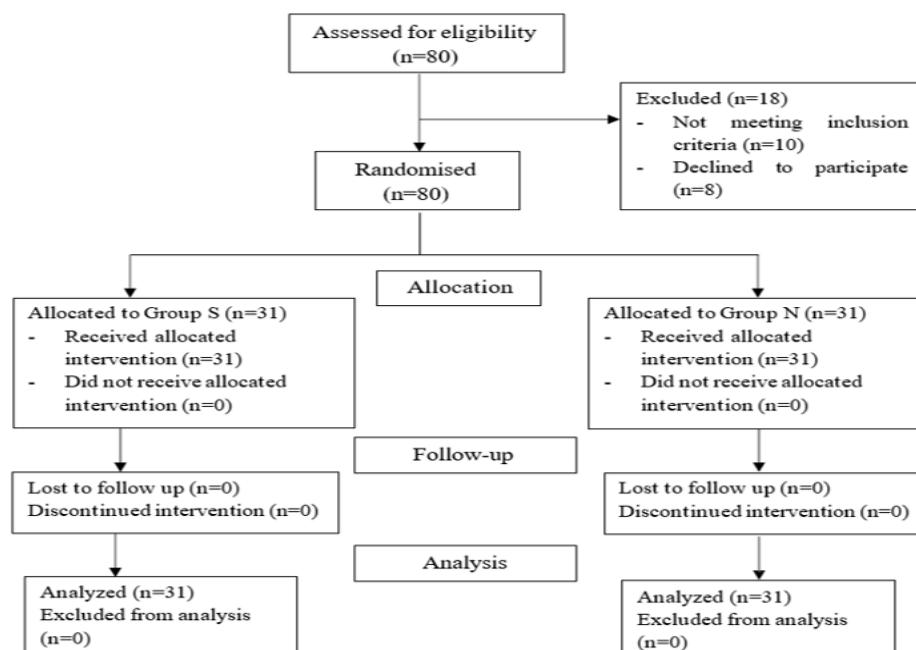 Assessed for eligibility
(n=80)
Excluded (n=18)
- Not meeting inclusion
criteria (n=10)
- Declined to participate
(n=8)
Randomised
(n=80)
Allocation
Allocated to Group S (n=31)
- Received allocated
intervention (n=31)
- Did not receive allocated
intervention (n=0)
Allocated to Group N (n=31)
- Received allocated
intervention (n=31)
- Did not receive allocated
intervention (n=0)
Follow-up
Lost to follow up (n=0)
Discontinued intervention (n=0)
Lost to follow up (n=0)
Discontinued intervention (n=0)
Analysis
Analyzed (n=31)
Excluded from analysis
(n=0)
Analyzed (n=31)
Excluded from analysis
(n=0)